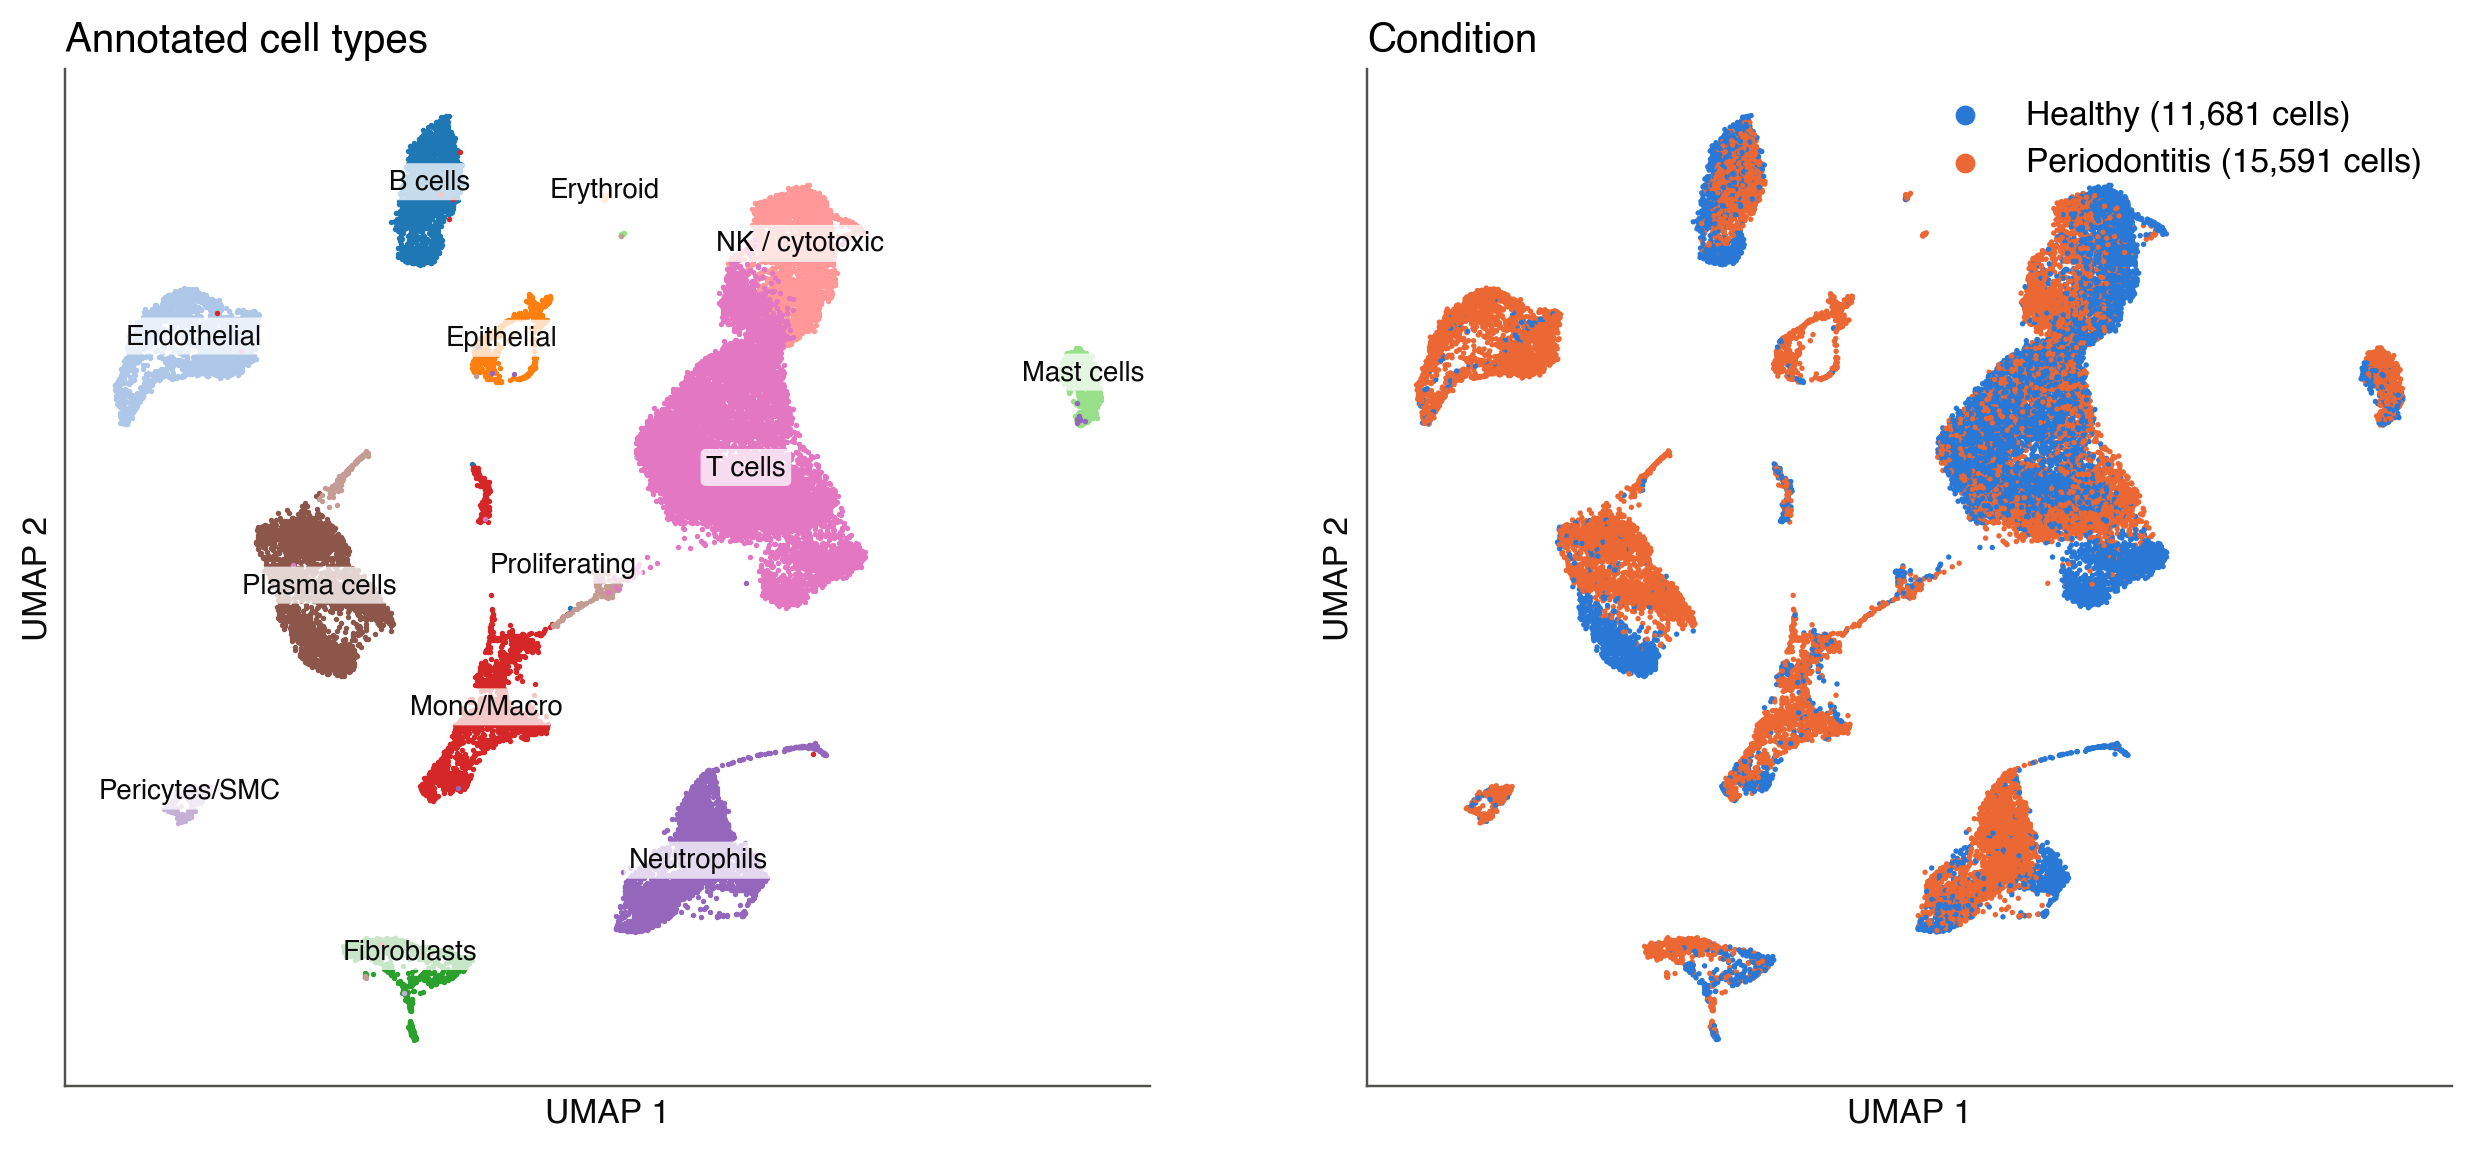 Annotated cell types
B cells
Erythroid
NK / cytotoxic
Endothelial
Epithelial
Mast cells
T cells
Proliferating
Plasma cells
Mono/Macro
Pericytes/SMC
Neutrophils
Fibroblasts
UMAP 2
UMAP 1
Condition
Healthy (11,681 cells)
Periodontitis (15,591 cells)
UMAP 2
UMAP 1